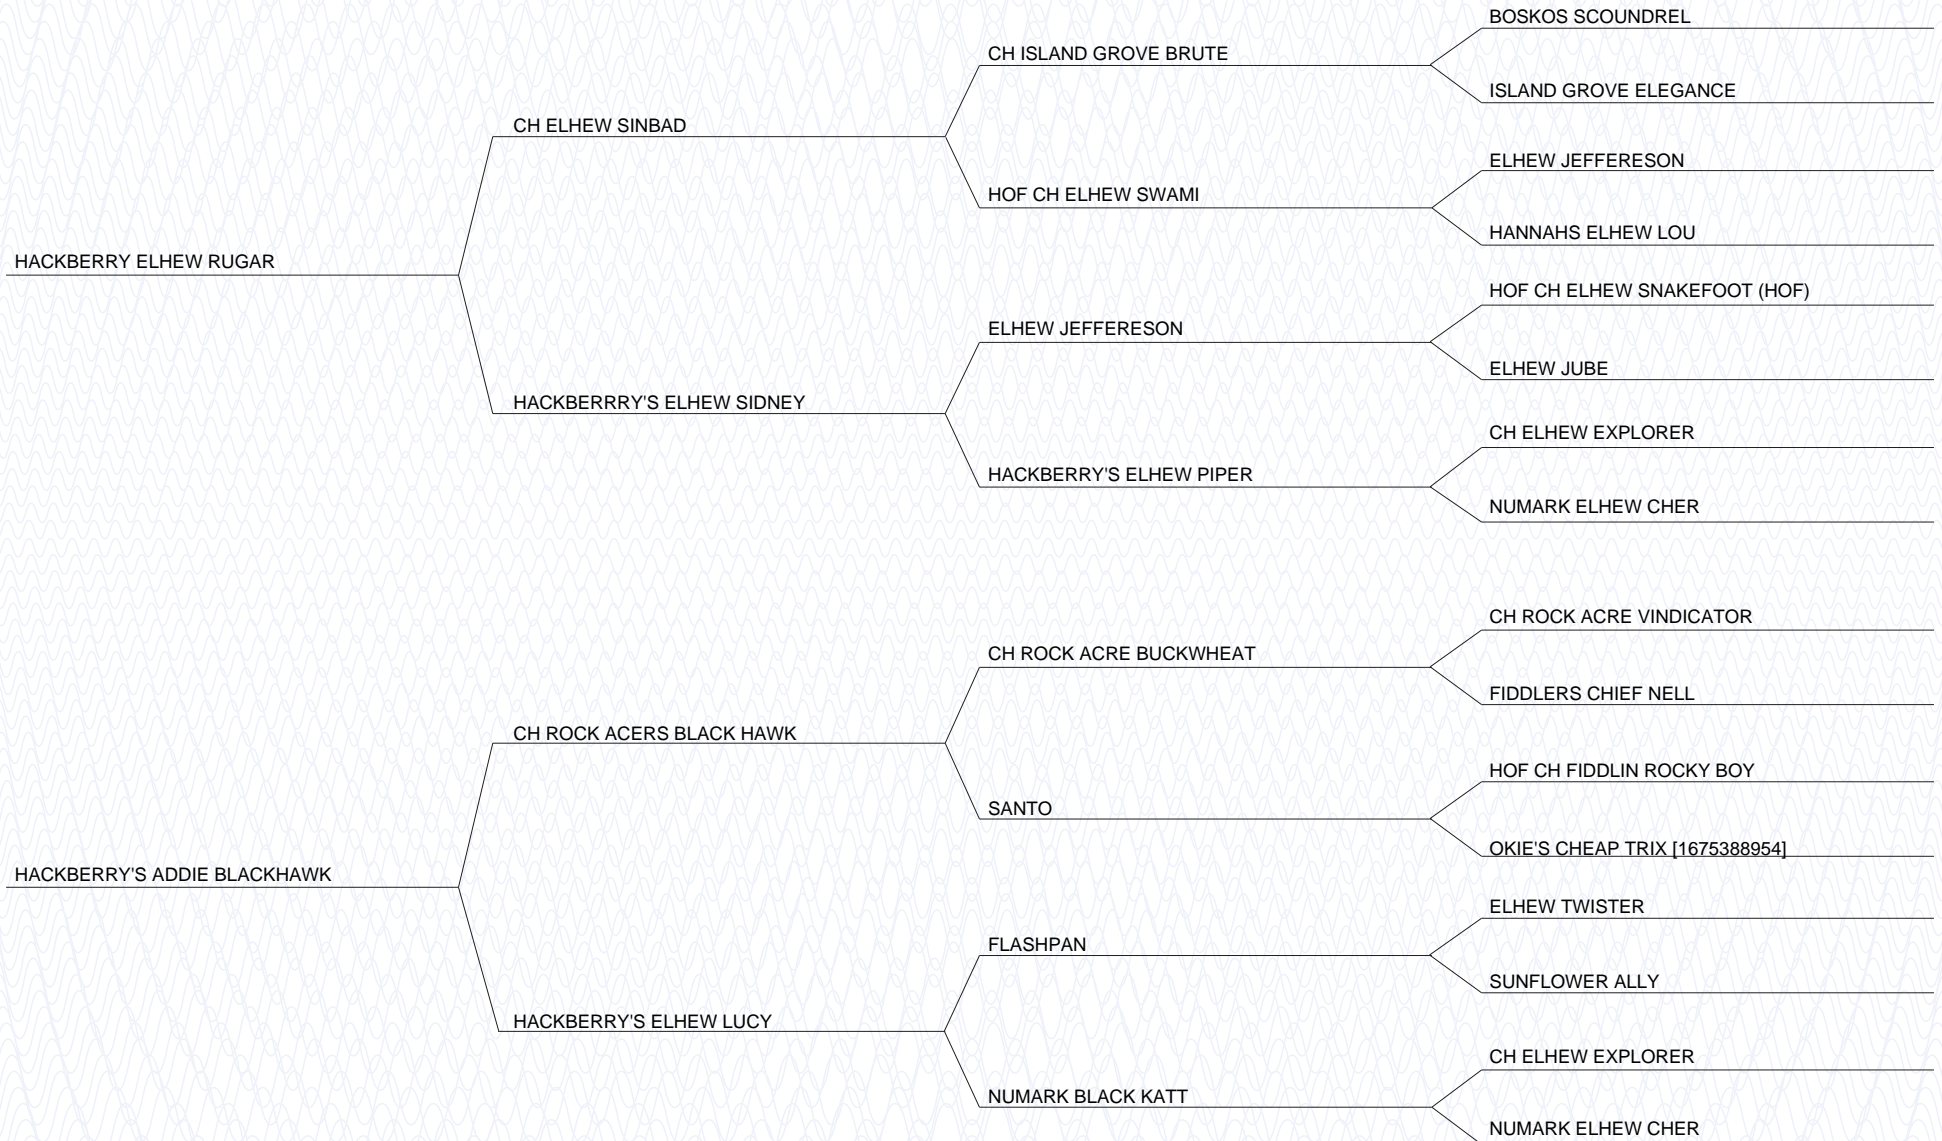 BOSKOS SCOUNDREL
CH ISLAND GROVE BRUTE
ISLAND GROVE ELEGANCE
CH ELHEW SINBAD
ELHEW JEFFERESON
HOF CH ELHEW SWAMI
HANNAHS ELHEW LOU
HACKBERRY ELHEW RUGAR
HOF CH ELHEW SNAKEFOOT (HOF)
ELHEW JEFFERESON
ELHEW JUBE
HACKBERRRY'S ELHEW SIDNEY
CH ELHEW EXPLORER
HACKBERRY'S ELHEW PIPER
NUMARK ELHEW CHER
CH ROCK ACRE VINDICATOR
CH ROCK ACRE BUCKWHEAT
FIDDLERS CHIEF NELL
CH ROCK ACERS BLACK HAWK
HOF CH FIDDLIN ROCKY BOY
SANTO
OKIE'S CHEAP TRIX [1675388954]
HACKBERRY'S ADDIE BLACKHAWK
ELHEW TWISTER
FLASHPAN
SUNFLOWER ALLY
HACKBERRY'S ELHEW LUCY
CH ELHEW EXPLORER
NUMARK BLACK KATT
NUMARK ELHEW CHER